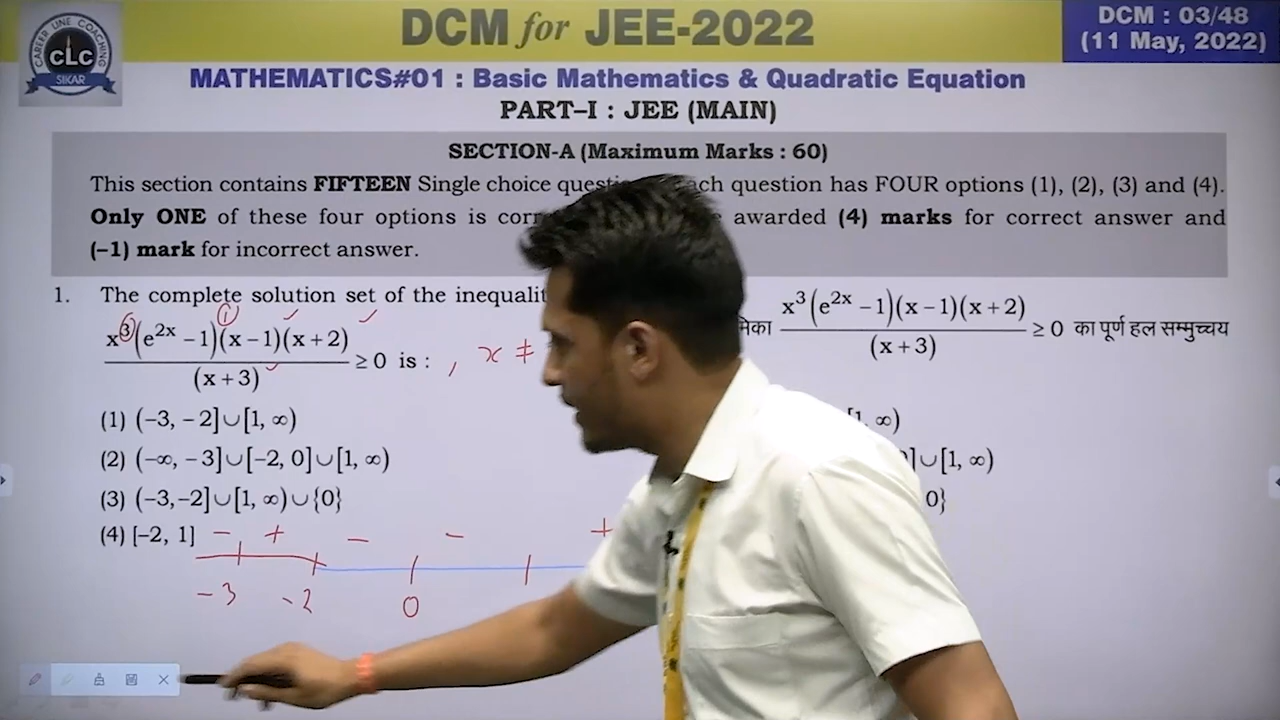 DCM for JEE-2022
DCM : 03/48
(11 May, 2022)
CAREER LINE COACHING
CLC
SIKAR
MATHEMATICS#01 : Basic Mathematics & Quadratic Equation
PART–I : JEE (MAIN)
SECTION-A (Maximum Marks : 60)
This section contains FIFTEEN Single choice question has FOUR options (1), (2), (3) and (4).
Only ONE of these four options is awarded (4) marks for correct answer and
(–1) mark for incorrect answer.
1. The complete solution set of the
x³(e²ˣ – 1)(x – 1)(x + 2) / (x + 3) ≥ 0 is : , x ≠
3 1 ✓ ✓ ✓
x³(e²ˣ – 1)(x – 1)(x + 2) / (x + 3) ≥ 0 का पूर्ण हल सम्मुच्चय
(1) (–3, – 2]∪[1, ∞)
[1, ∞)
(2) (–∞, – 3]∪[–2, 0]∪[1, ∞)
]∪[1, ∞)
(3) (–3,–2]∪[1, ∞)∪{0}
0}
(4) [–2, 1]
– + – – +
–3 -2 0